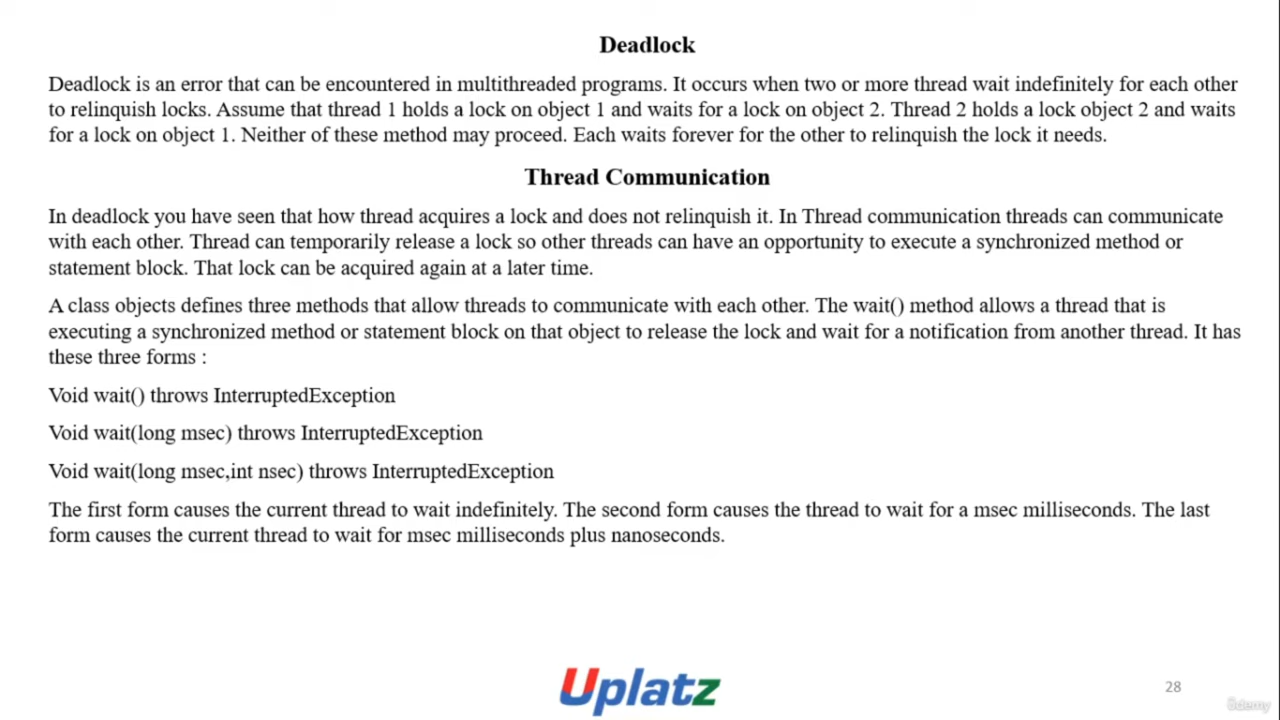 Deadlock
Deadlock is an error that can be encountered in multithreaded programs. It occurs when two or more thread wait indefinitely for each other
to relinquish locks. Assume that thread 1 holds a lock on object 1 and waits for a lock on object 2. Thread 2 holds a lock object 2 and waits
for a lock on object 1. Neither of these method may proceed. Each waits forever for the other to relinquish the lock it needs.
Thread Communication
In deadlock you have seen that how thread acquires a lock and does not relinquish it. In Thread communication threads can communicate
with each other. Thread can temporarily release a lock so other threads can have an opportunity to execute a synchronized method or
statement block. That lock can be acquired again at a later time.
A class objects defines three methods that allow threads to communicate with each other. The wait() method allows a thread that is
executing a synchronized method or statement block on that object to release the lock and wait for a notification from another thread. It has
these three forms :
Void wait() throws InterruptedException
Void wait(long msec) throws InterruptedException
Void wait(long msec,int nsec) throws InterruptedException
The first form causes the current thread to wait indefinitely. The second form causes the thread to wait for a msec milliseconds. The last
form causes the current thread to wait for msec milliseconds plus nanoseconds.
Uplatz
28
ûdemy